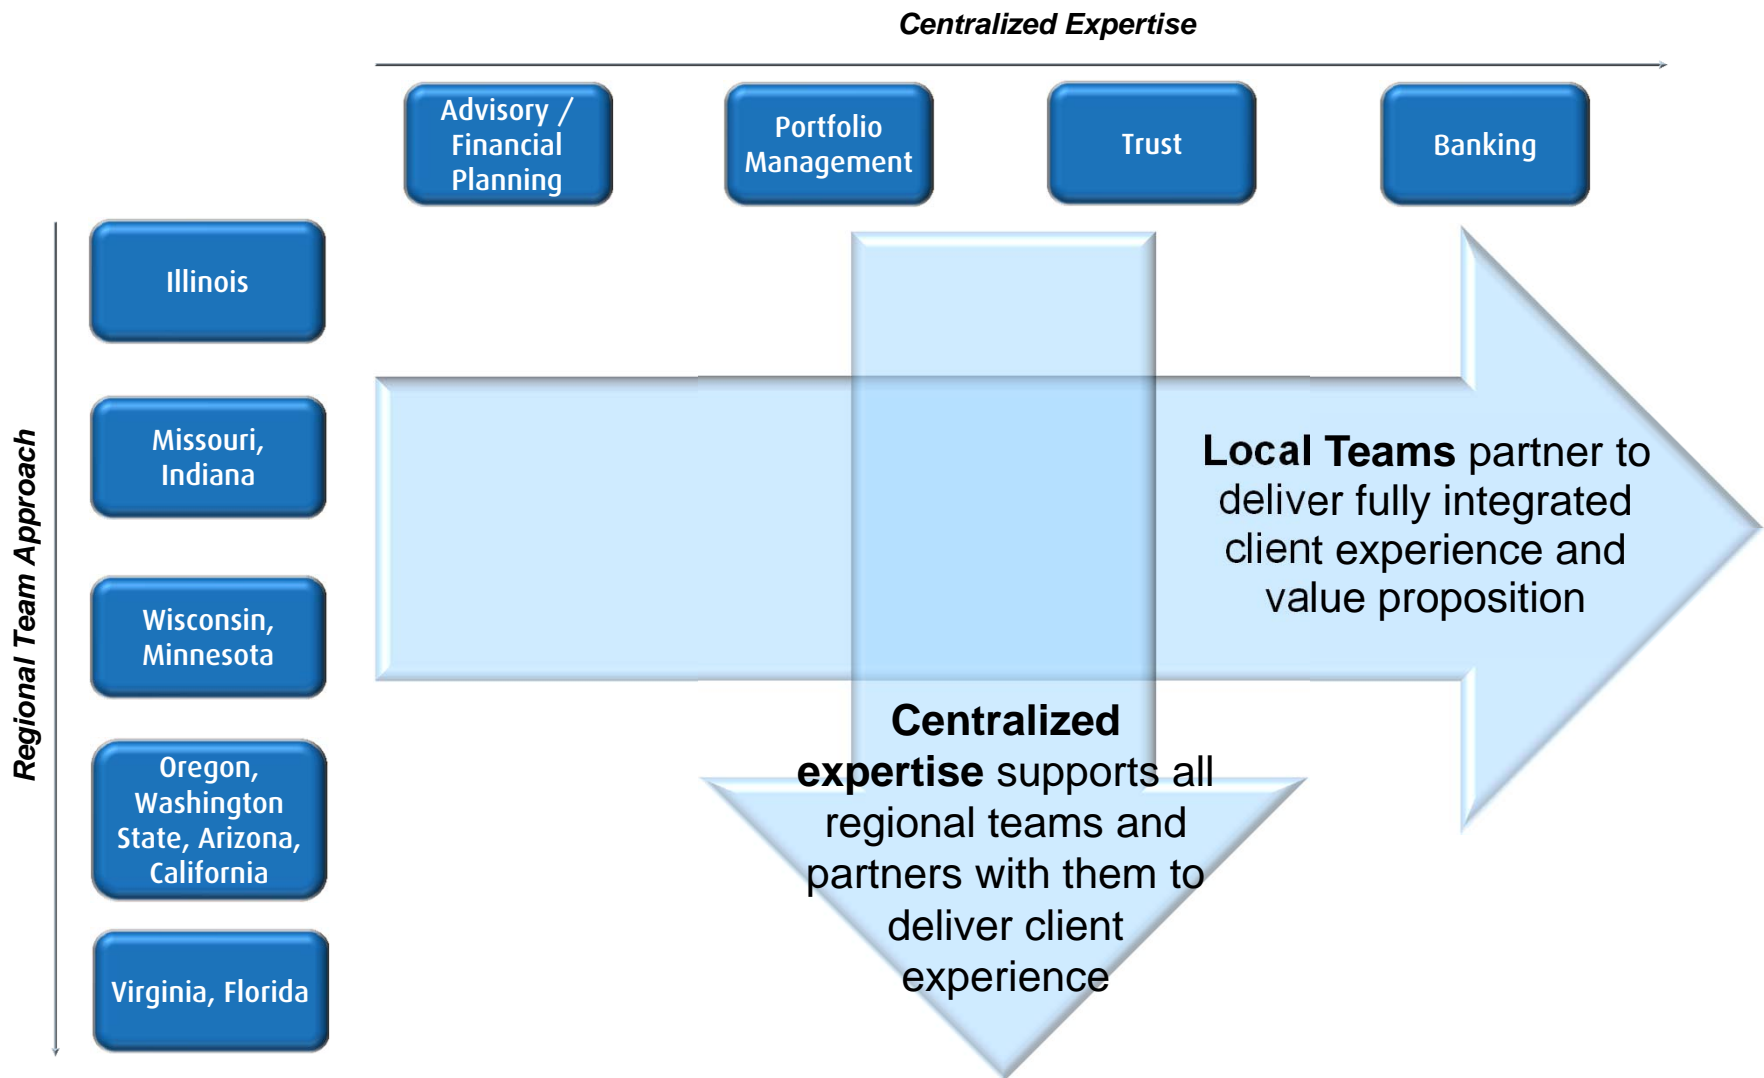 Centralized Expertise
Advisory /
Financial
Planning
Portfolio
Management
Trust
Banking
Regional Team Approach
Illinois
Missouri,
Indiana
Wisconsin,
Minnesota
Oregon,
Washington
State, Arizona,
California
Virginia, Florida
Local Teams partner to
deliver fully integrated
client experience and
value proposition
Centralized
expertise supports all
regional teams and
partners with them to
deliver client
experience